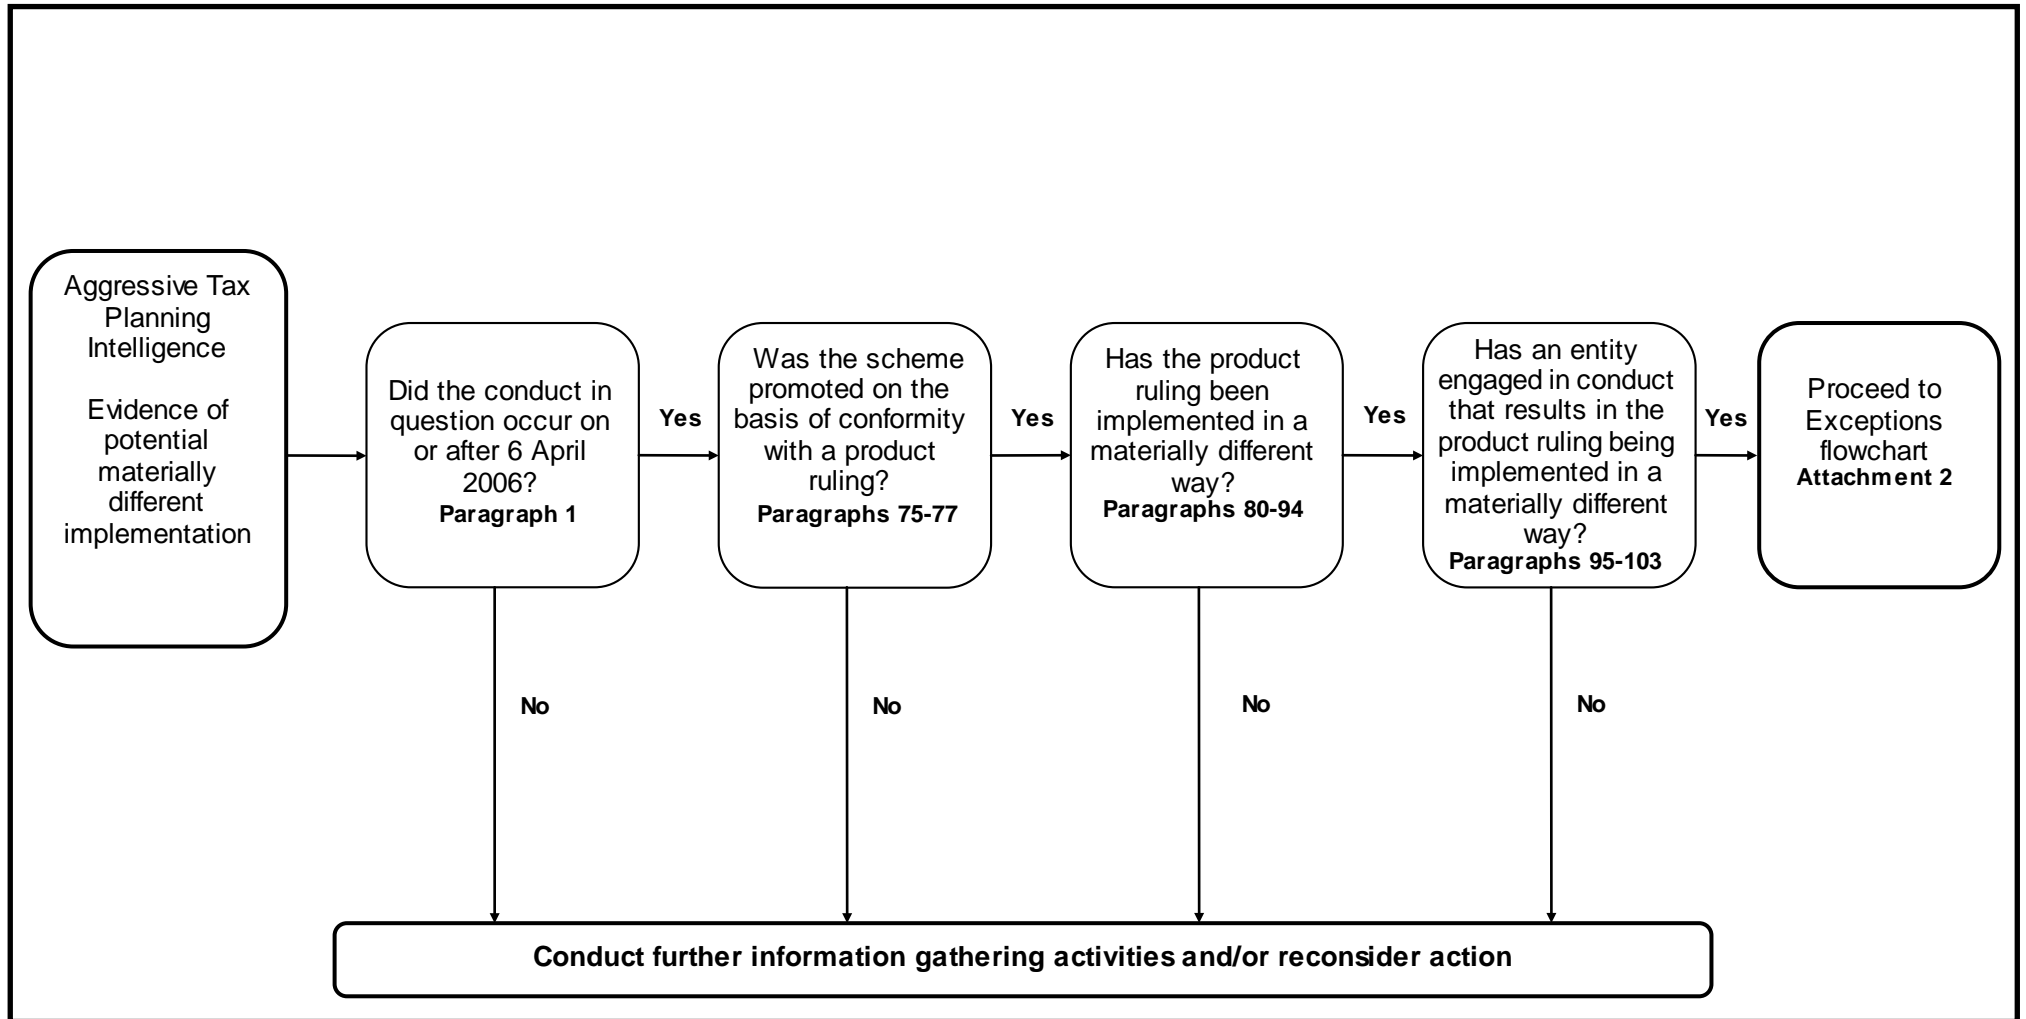 Aggressive Tax
Planning
Intelligence
Evidence of
potential
materially
different
implementation
Did the conduct in
question occur on
or after 6 April
2006?
Paragraph 1
Yes
Was the scheme
promoted on the
basis of conformity
with a product
ruling?
Paragraphs 75-77
Yes
Has the product
ruling been
implemented in a
materially different
way?
Paragraphs 80-94
Yes
Has an entity
engaged in conduct
that results in the
product ruling being
implemented in a
materially different
way?
Paragraphs 95-103
Yes
Proceed to
Exceptions
flowchart
Attachment 2
No
No
No
No
Conduct further information gathering activities and/or reconsider action